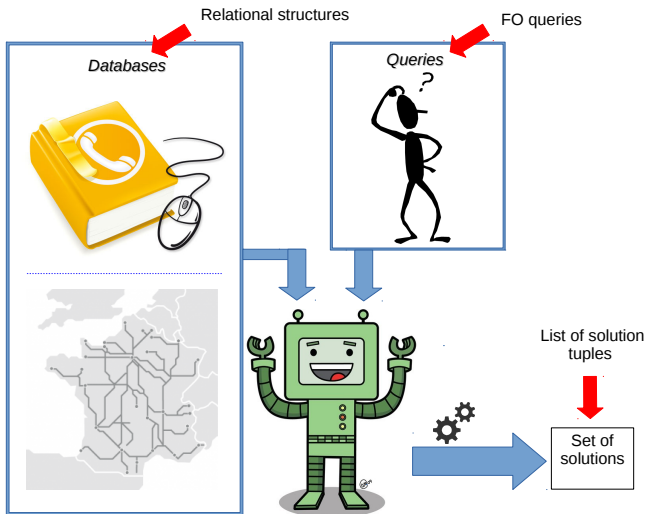 Relational structures
FO queries
Databases
Queries
?
List of solution
tuples
Set of
solutions